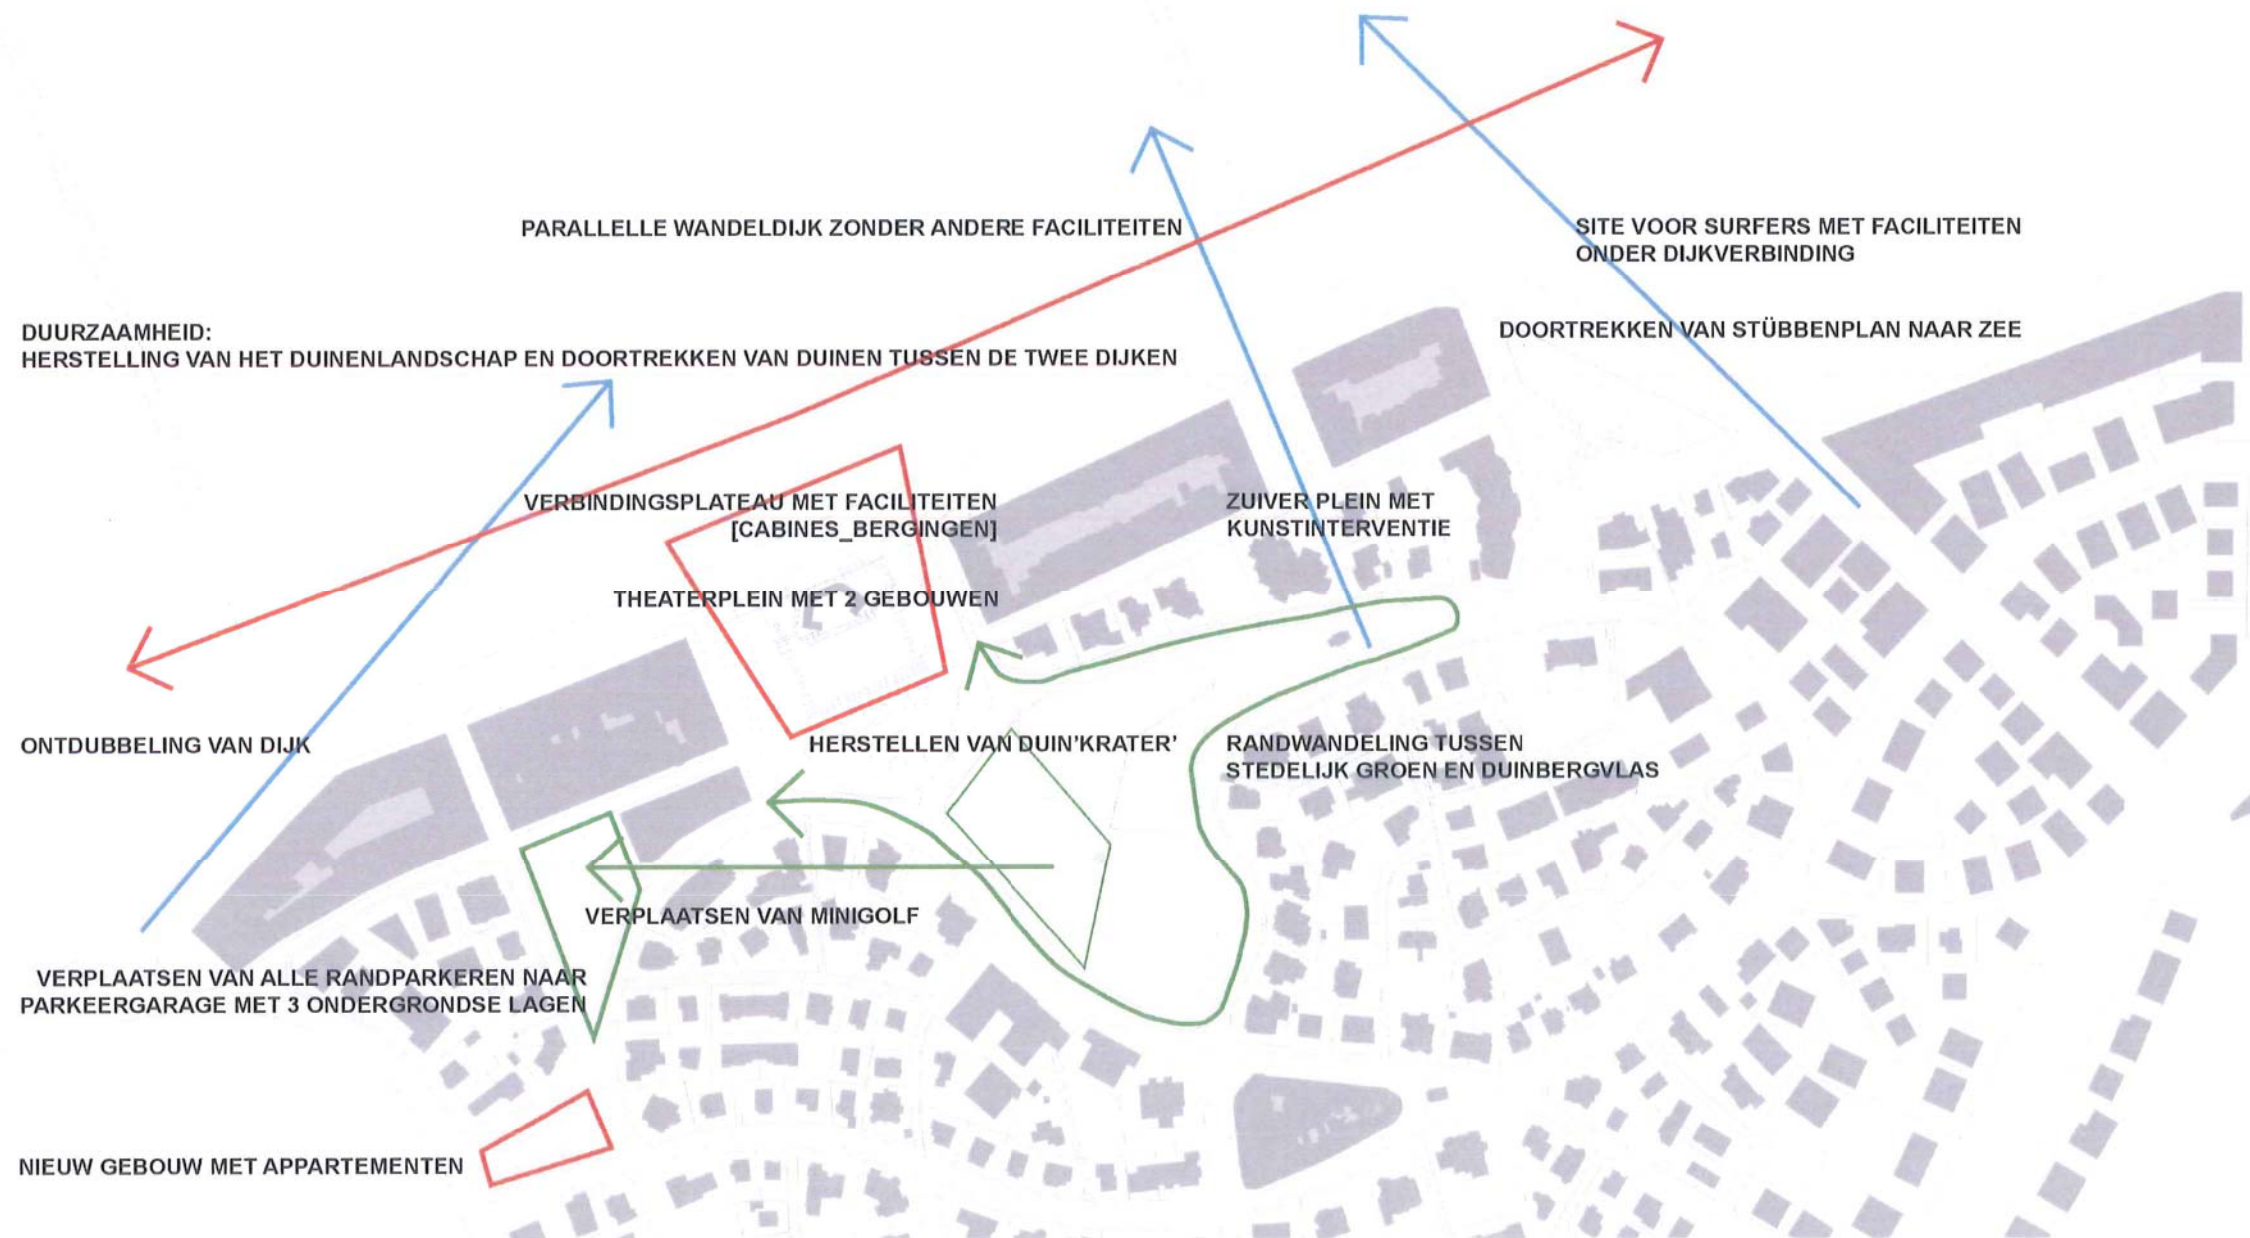 PARALLELLE WANDELDIJK ZONDER ANDERE FACILITEITEN
SITE VOOR SURFERS MET FACILITEITEN
ONDER DIJKVERBINDING
DUURZAAMHEID:
HERSTELLING VAN HET DUINENLANDSCHAP EN DOORTREKKEN VAN DUINEN TUSSEN DE TWEE DIJKEN
DOORTREKKEN VAN STÜBBENPLAN NAAR ZEE
VERBINDINGSPLATEAU MET FACILITEITEN
[CABINES_BERGINGEN]
ZUIVER PLEIN MET
KUNSTINTERVENTIE
THEATERPLEIN MET 2 GEBOUWEN
ONTDUBBELING VAN DIJK
HERSTELLEN VAN DUIN'KRATER'
RANDWANDELING TUSSEN
STEDELIJK GROEN EN DUINBERGVLAS
VERPLAATSEN VAN MINIGOLF
VERPLAATSEN VAN ALLE RANDPARKEREN NAAR
PARKEERGARAGE MET 3 ONDERGRONDSE LAGEN
NIEUW GEBOUW MET APPARTEMENTEN